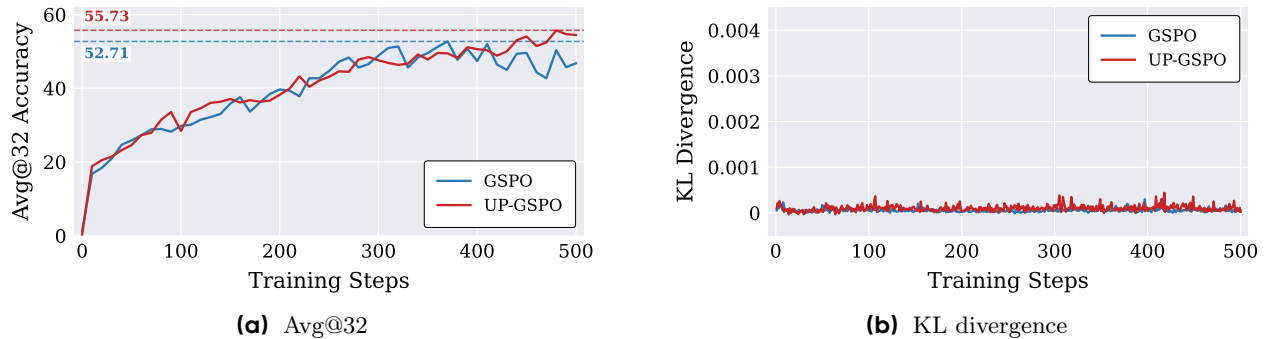 60
40
20
0
Avg@32 Accuracy
55.73
52.71
GSPO
UP-GSPO
0 100 200 300 400 500
Training Steps
(a) Avg@32
0.004
0.003
0.002
0.001
0
KL Divergence
GSPO
UP-GSPO
0 100 200 300 400 500
Training Steps
(b) KL divergence